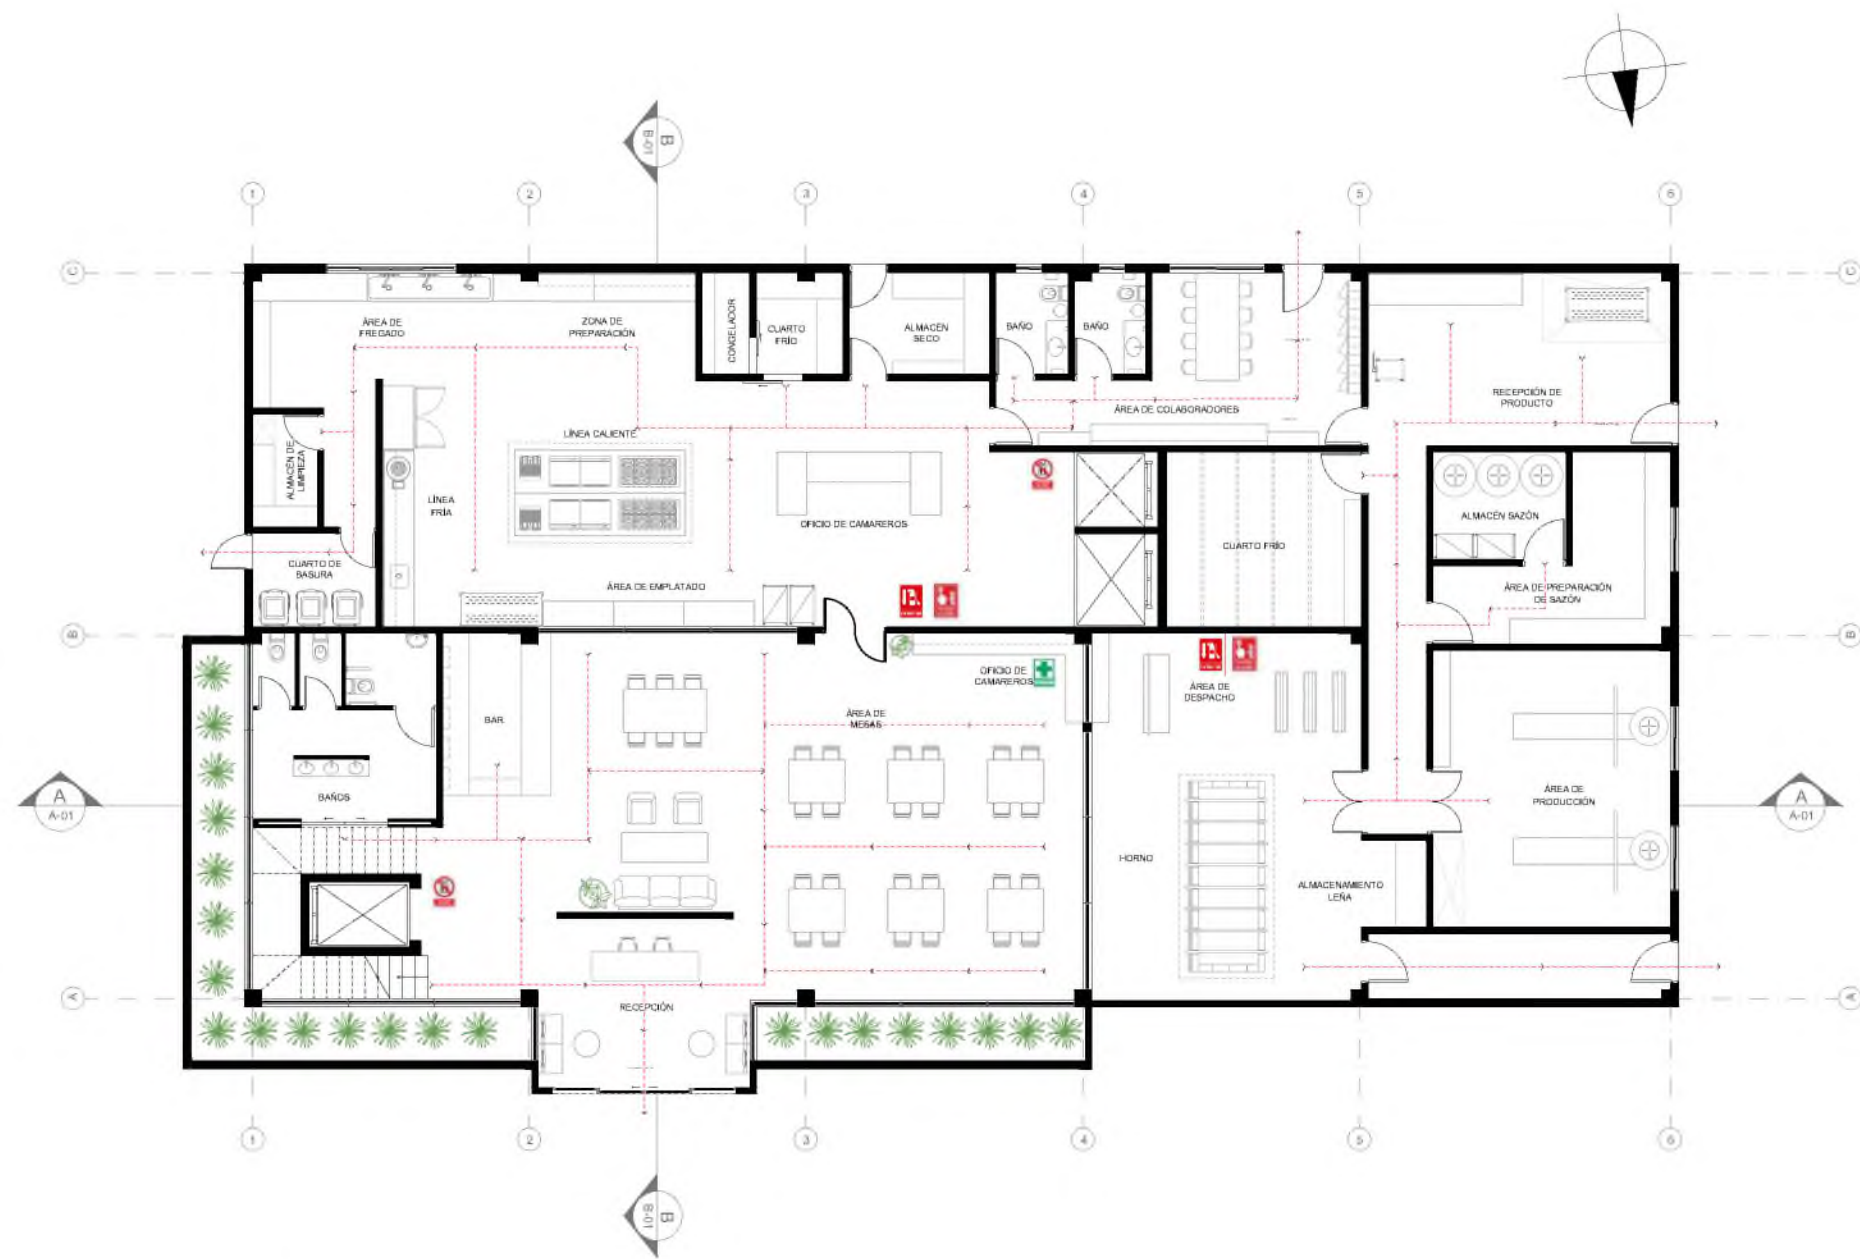 B
B-01
1
2
3
4
5
6
C
C
ÁREA DE
FREGADO
ZONA DE
PREPARACIÓN
CONGELADOR
CUARTO
FRÍO
ALMACÉN
SECO
BAÑO
BAÑO
RECEPCIÓN DE
PRODUCTO
ÁREA DE COLABORADORES
LÍNEA CALIENTE
ALMACÉN DE
LIMPIEZA
LÍNEA
FRÍA
OFICIO DE CAMAREROS
ALMACÉN SAZÓN
CUARTO FRÍO
CUARTO DE
BASURA
ÁREA DE EMPLATADO
ÁREA DE PREPARACIÓN
DE SAZÓN
B
B
OFICIO DE
CAMAREROS
ÁREA DE
DESPACHO
BAR
ÁREA DE
MESAS
A
A-01
BAÑOS
ÁREA DE
PRODUCCIÓN
A
A-01
HORNO
ALMACENAMIENTO
LEÑA
A
A
RECEPCIÓN
1
2
3
4
5
6
B
B-01